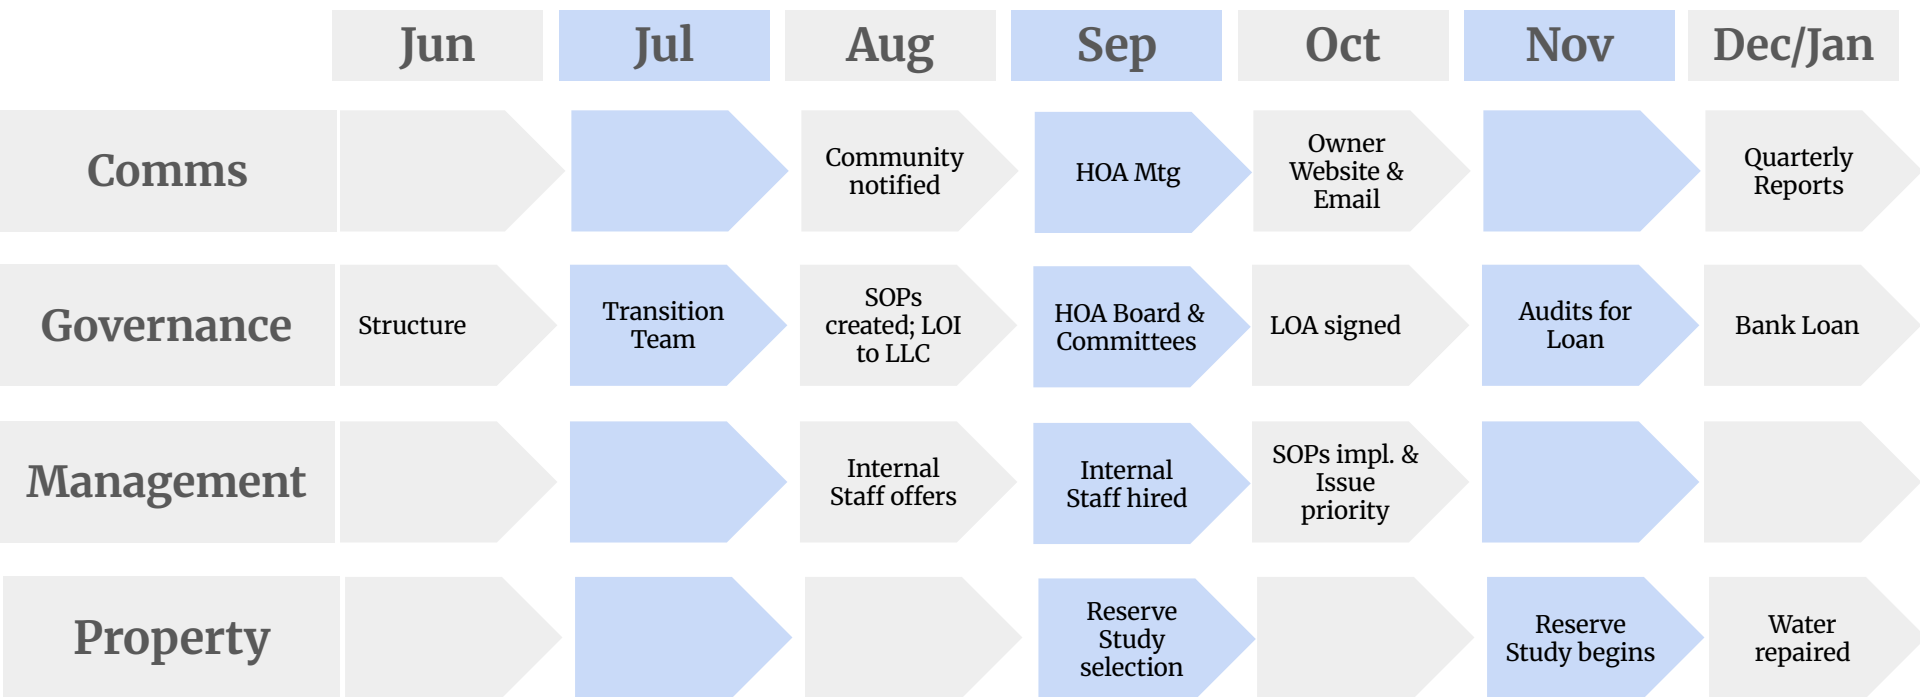 Jun Jul Aug Sep Oct Nov Dec/Jan
Comms
Community
notified
HOA Mtg
Owner
Website &
Email
Quarterly
Reports
Governance
Structure
Transition
Team
SOPs
created; LOI
to LLC
HOA Board &
Committees
LOA signed
Audits for
Loan
Bank Loan
Management
Internal
Staff offers
Internal
Staff hired
SOPs impl. &
Issue
priority
Property
Reserve
Study
selection
Reserve
Study begins
Water
repaired